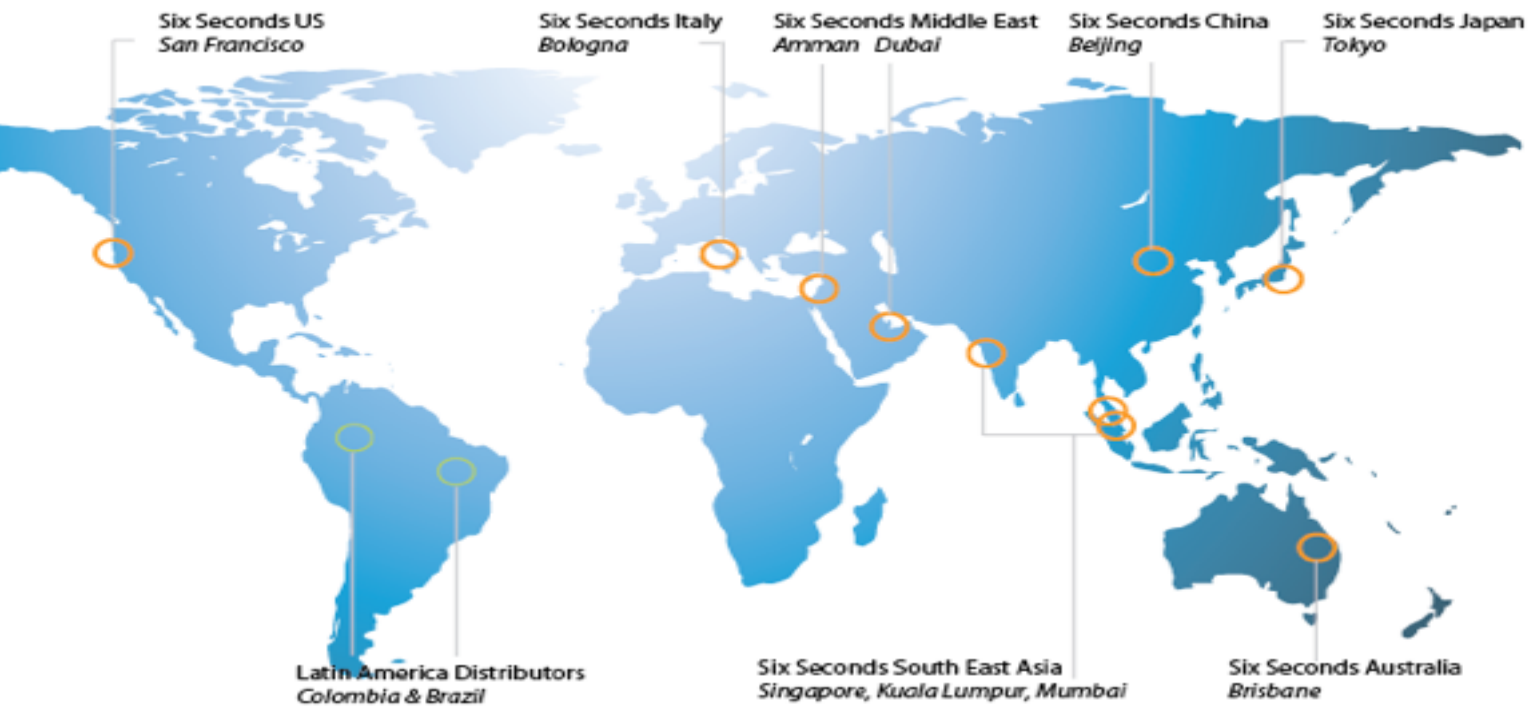 Six Seconds US
San Francisco
Six Seconds Italy
Bologna
Six Seconds Middle East
Amman Dubai
Six Seconds China
Beijing
Six Seconds Japan
Tokyo
Latin America Distributors
Colombia & Brazil
Six Seconds South East Asia
Singapore, Kuala Lumpur, Mumbai
Six Seconds Australia
Brisbane